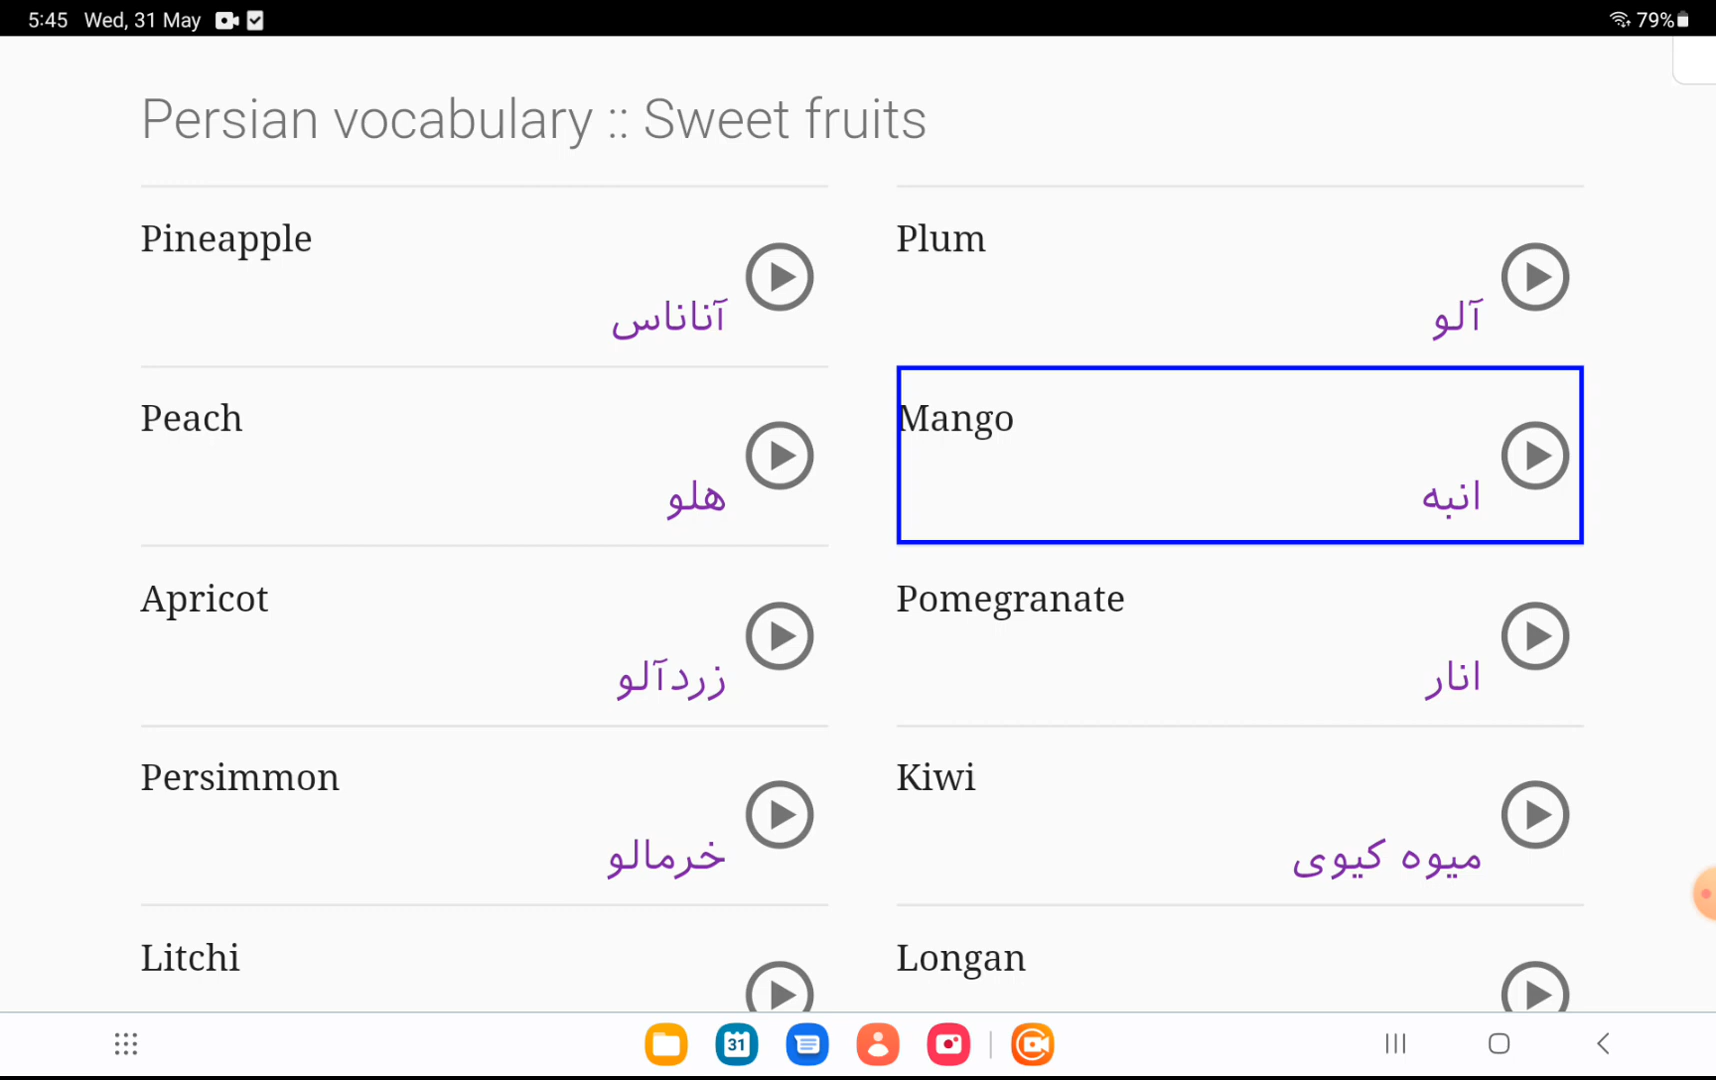 5:45 Wed, 31 May
79%
Persian vocabulary :: Sweet fruits
Pineapple
آناناس
Plum
آلو
Peach
هلو
Mango
انبه
Apricot
زردآلو
Pomegranate
انار
Persimmon
خرمالو
Kiwi
میوه کیوی
Litchi
Longan
31